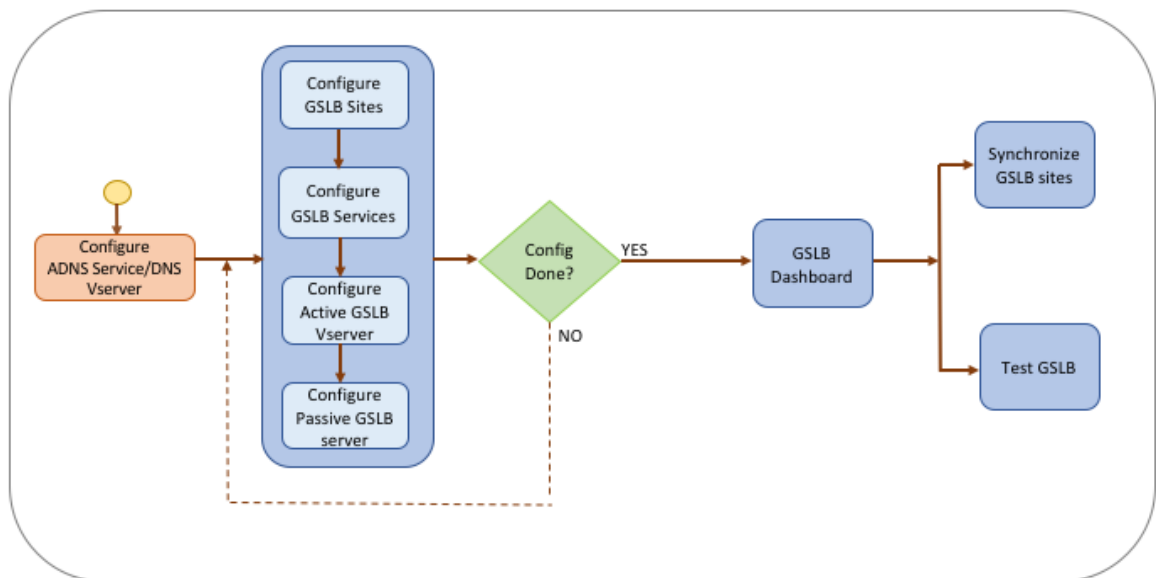 Configure
GSLB Sites
Configure
GSLB Services
Configure
Active GSLB
Vserver
Configure
Passive GSLB
server
Configure
ADNS Service/DNS
Vserver
Config
Done?
YES
NO
GSLB
Dashboard
Synchronize
GSLB sites
Test GSLB